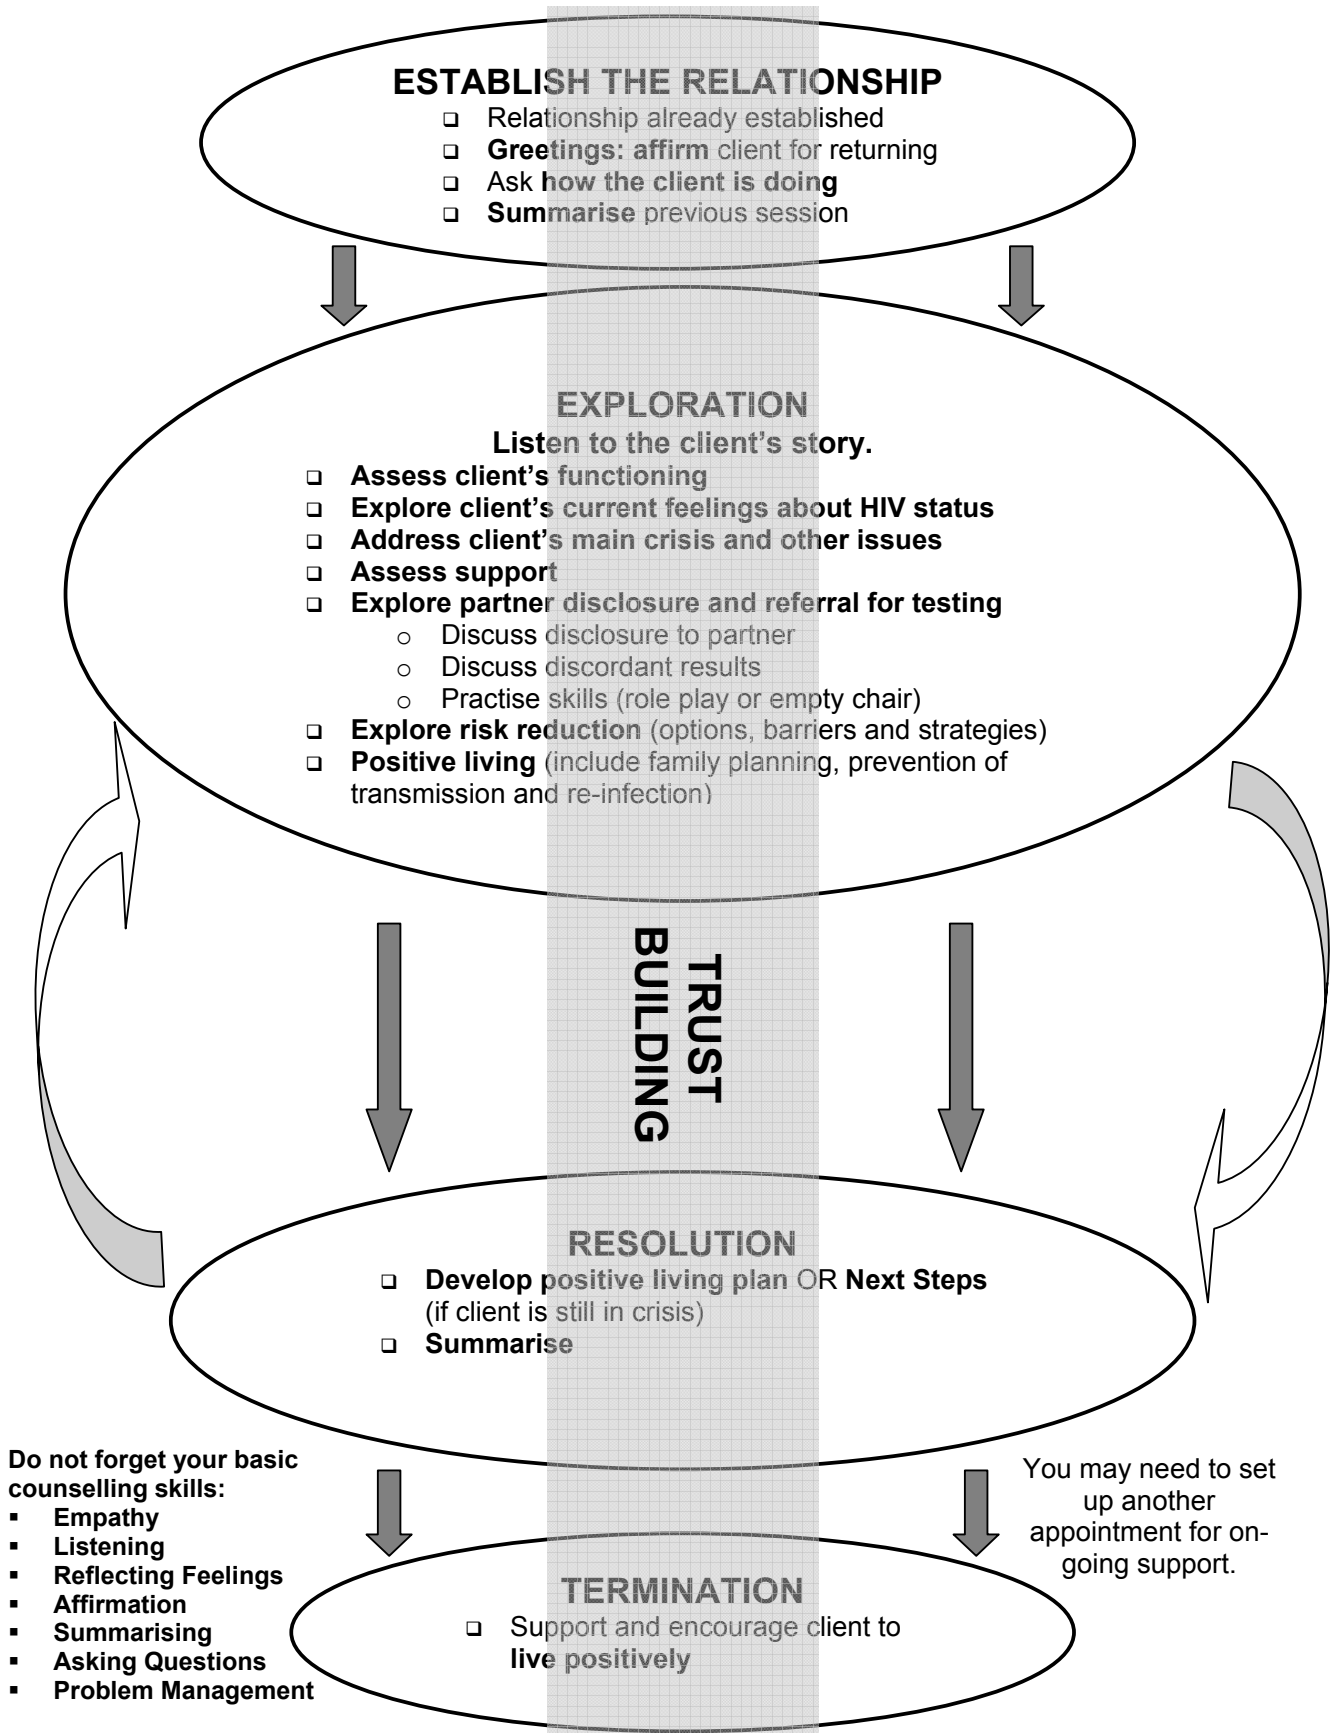 ESTABLISH THE RELATIONSHIP
❑ Relationship already established
❑ Greetings: affirm client for returning
❑ Ask how the client is doing
❑ Summarise previous session
EXPLORATION
Listen to the client's story.
❑ Assess client's functioning
❑ Explore client's current feelings about HIV status
❑ Address client's main crisis and other issues
❑ Assess support
❑ Explore partner disclosure and referral for testing
o Discuss disclosure to partner
o Discuss discordant results
o Practise skills (role play or empty chair)
❑ Explore risk reduction (options, barriers and strategies)
❑ Positive living (include family planning, prevention of
transmission and re-infection)
TRUST
BUILDING
RESOLUTION
❑ Develop positive living plan OR Next Steps
(if client is still in crisis)
❑ Summarise
Do not forget your basic
counselling skills:
▪ Empathy
▪ Listening
▪ Reflecting Feelings
▪ Affirmation
▪ Summarising
▪ Asking Questions
▪ Problem Management
You may need to set
up another
appointment for on-
going support.
TERMINATION
❑ Support and encourage client to
live positively